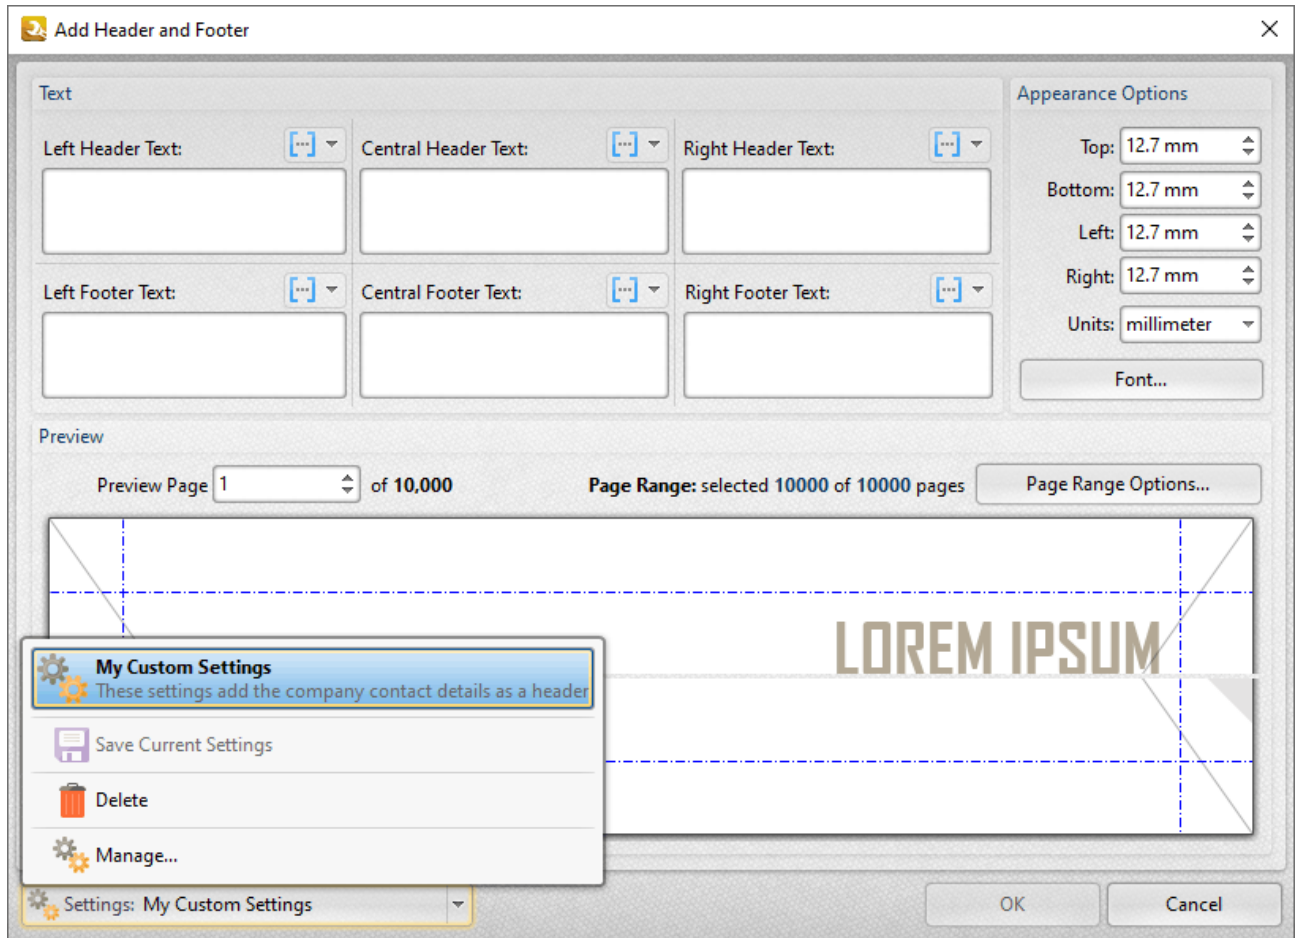 Add Header and Footer
Text
Appearance Options
Left Header Text:
Central Header Text:
Right Header Text:
Top: 12.7 mm
Bottom: 12.7 mm
Left: 12.7 mm
Right: 12.7 mm
Left Footer Text:
Central Footer Text:
Right Footer Text:
Units: millimeter
Font...
Preview
Preview Page 1 of 10,000
Page Range: selected 10000 of 10000 pages
Page Range Options...
LOREM IPSUM
My Custom Settings
These settings add the company contact details as a header
Save Current Settings
Delete
Manage...
Settings: My Custom Settings
OK
Cancel